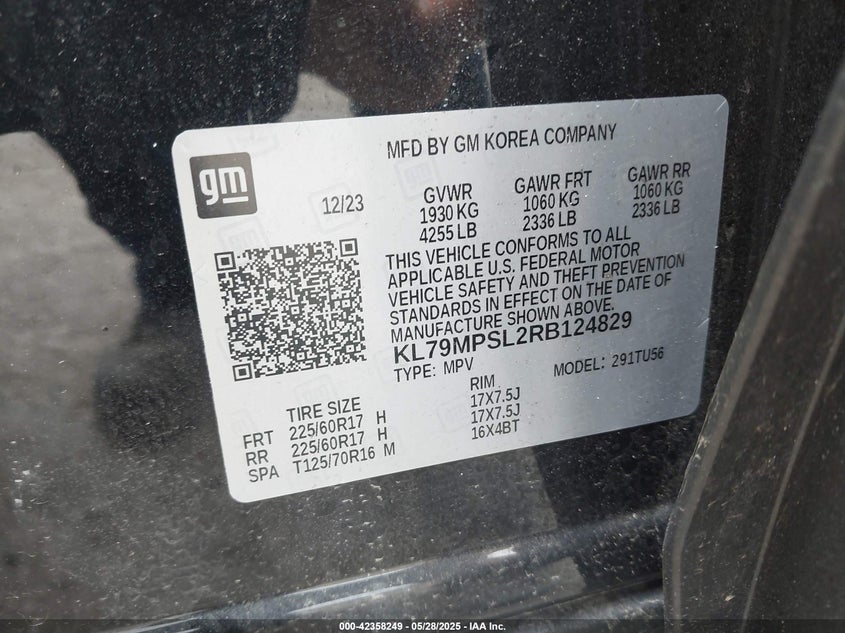 MFD BY GM KOREA COMPANY
gm
12/23
GVWR GAWR FRT GAWR RR
1930 KG 1060 KG 1060 KG
4255 LB 2336 LB 2336 LB
THIS VEHICLE CONFORMS TO ALL
APPLICABLE U.S. FEDERAL MOTOR
VEHICLE SAFETY AND THEFT PREVENTION
STANDARDS IN EFFECT ON THE DATE OF
MANUFACTURE SHOWN ABOVE.
KL79MPSL2RB124829
TYPE: MPV MODEL: 291TU56
TIRE SIZE RIM
FRT 225/60R17 H 17X7.5J
RR 225/60R17 H 17X7.5J
SPA T125/70R16 M 16X4BT
000-42358249 - 05/28/2025 - IAA Inc.